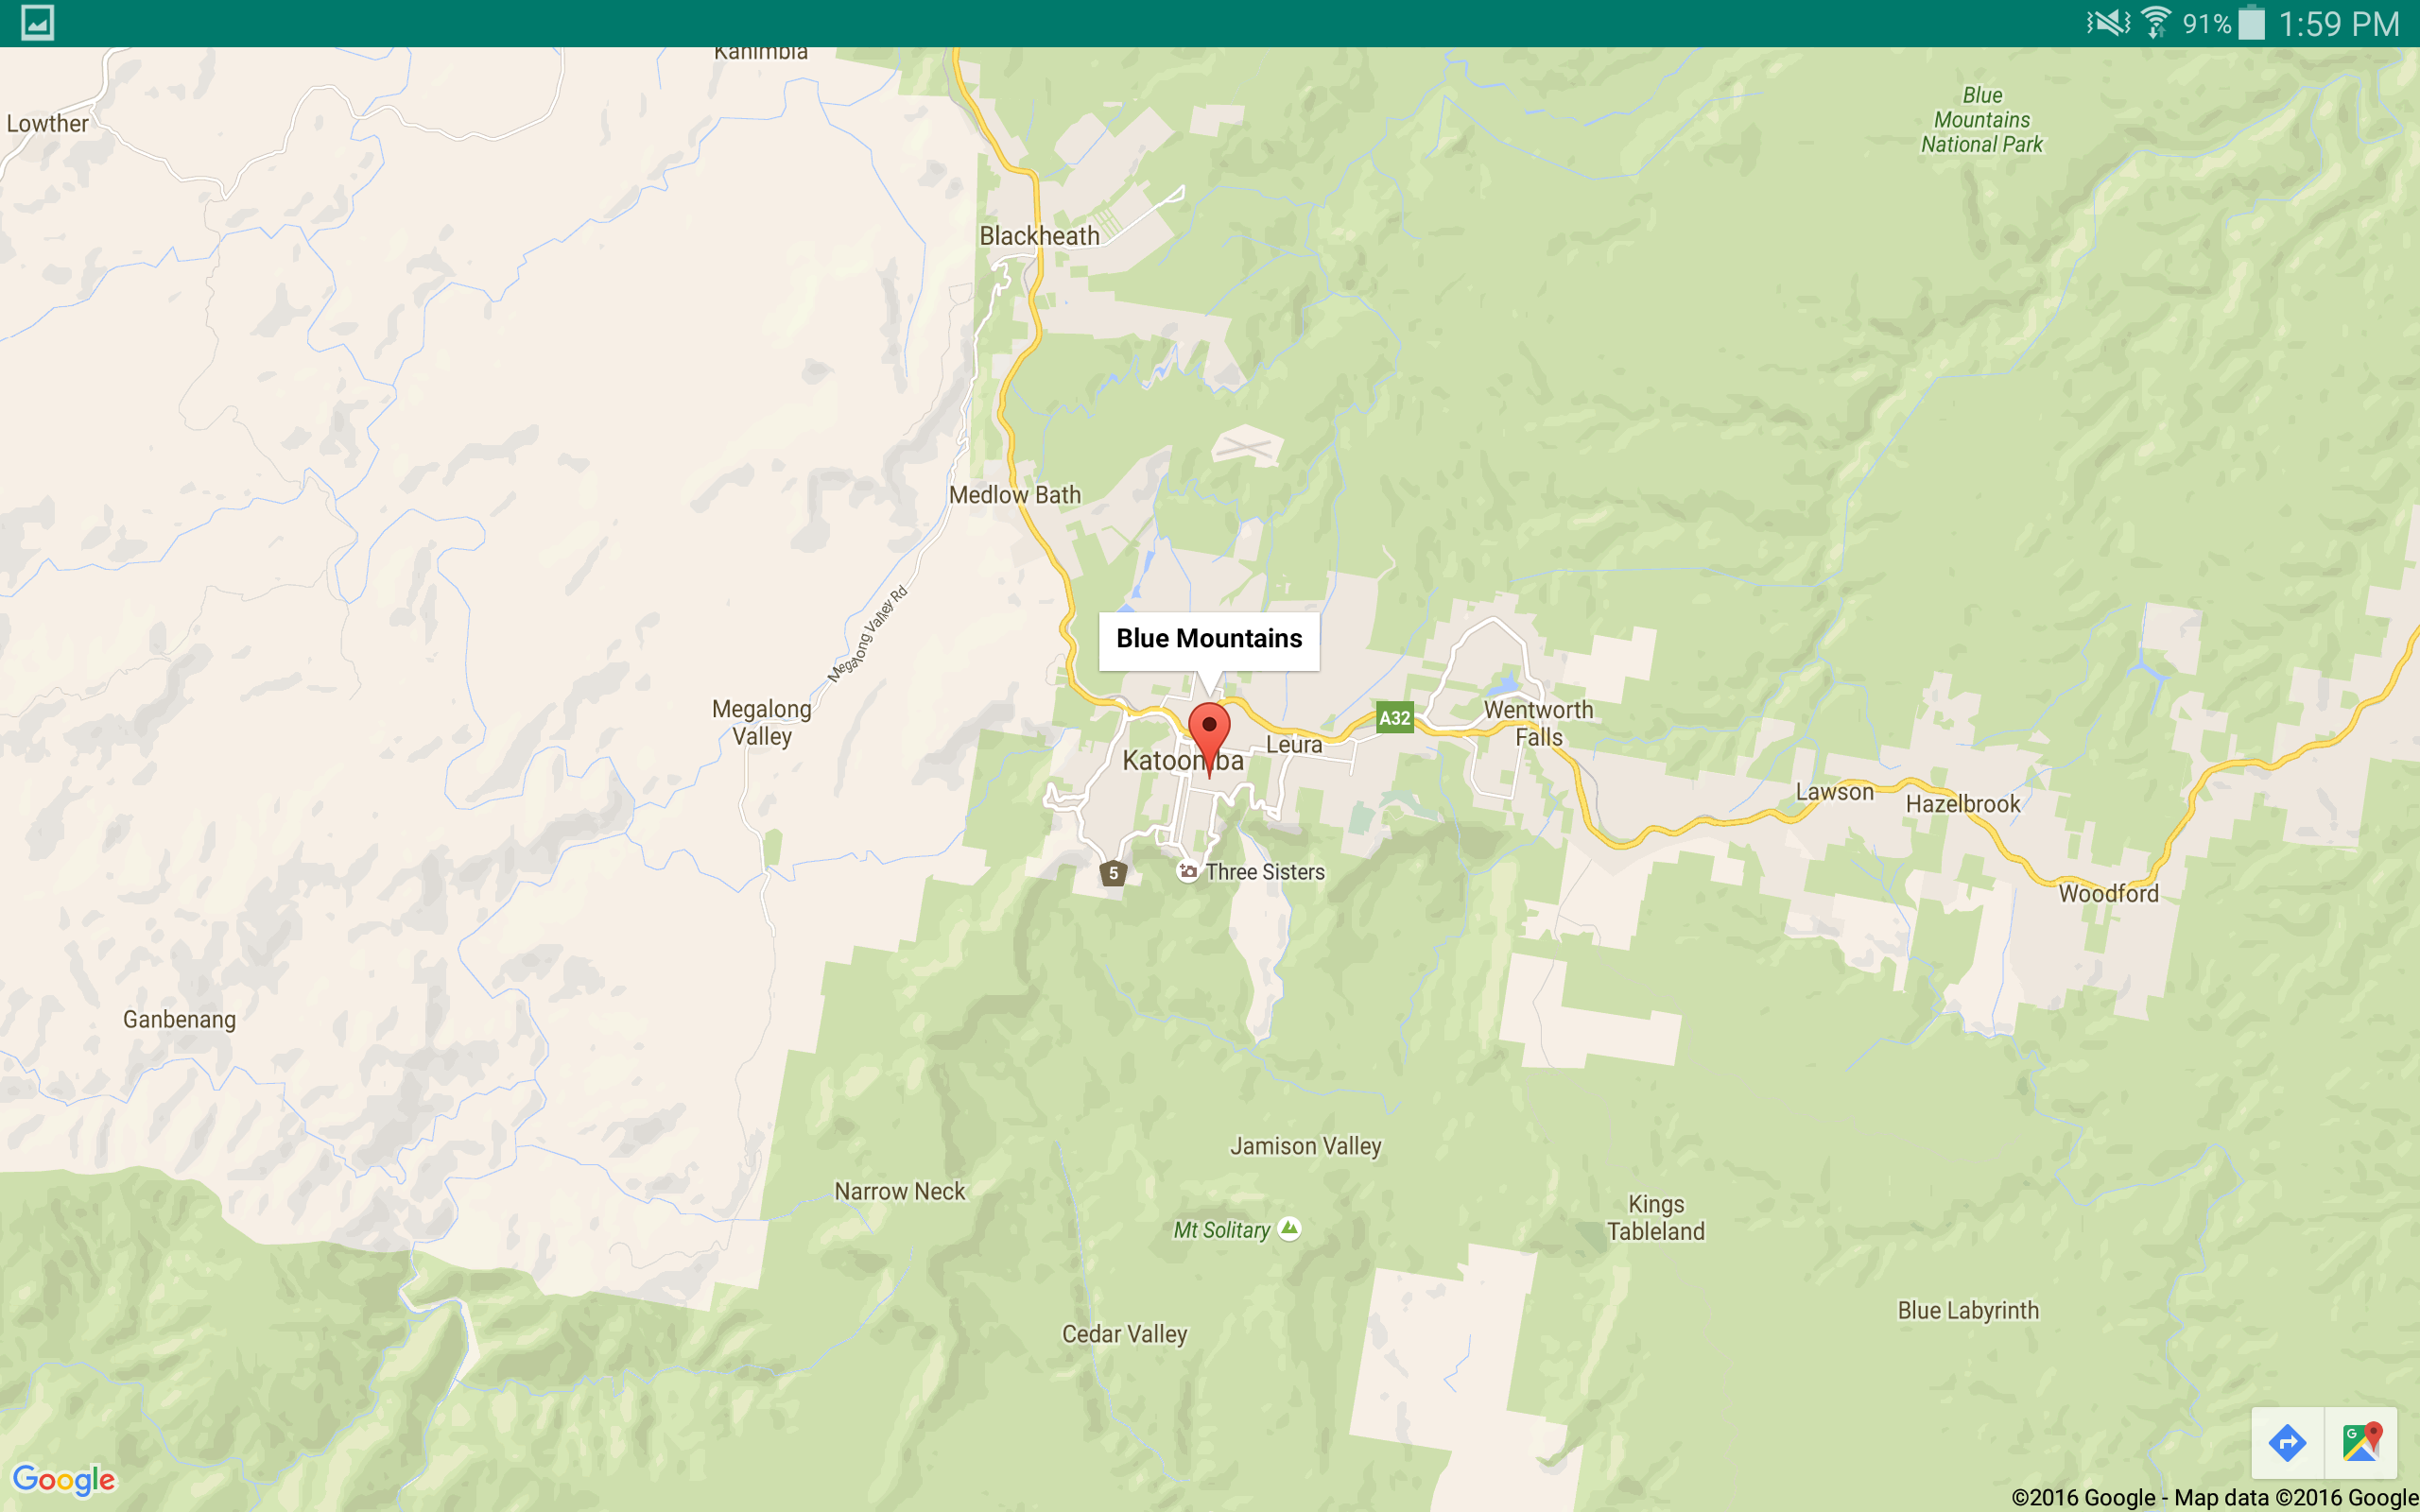 91% 1:59 PM
Kanimbla
Lowther
Blue
Mountains
National Park
Blackheath
Medlow Bath
Megalong Valley Rd
Blue Mountains
Megalong
Valley
A32
Wentworth
Falls
Leura
Katoomba
Lawson
Hazelbrook
5
Three Sisters
Woodford
Ganbenang
Jamison Valley
Narrow Neck
Kings
Tableland
Mt Solitary
Blue Labyrinth
Cedar Valley
G
Google
©2016 Google - Map data ©2016 Google